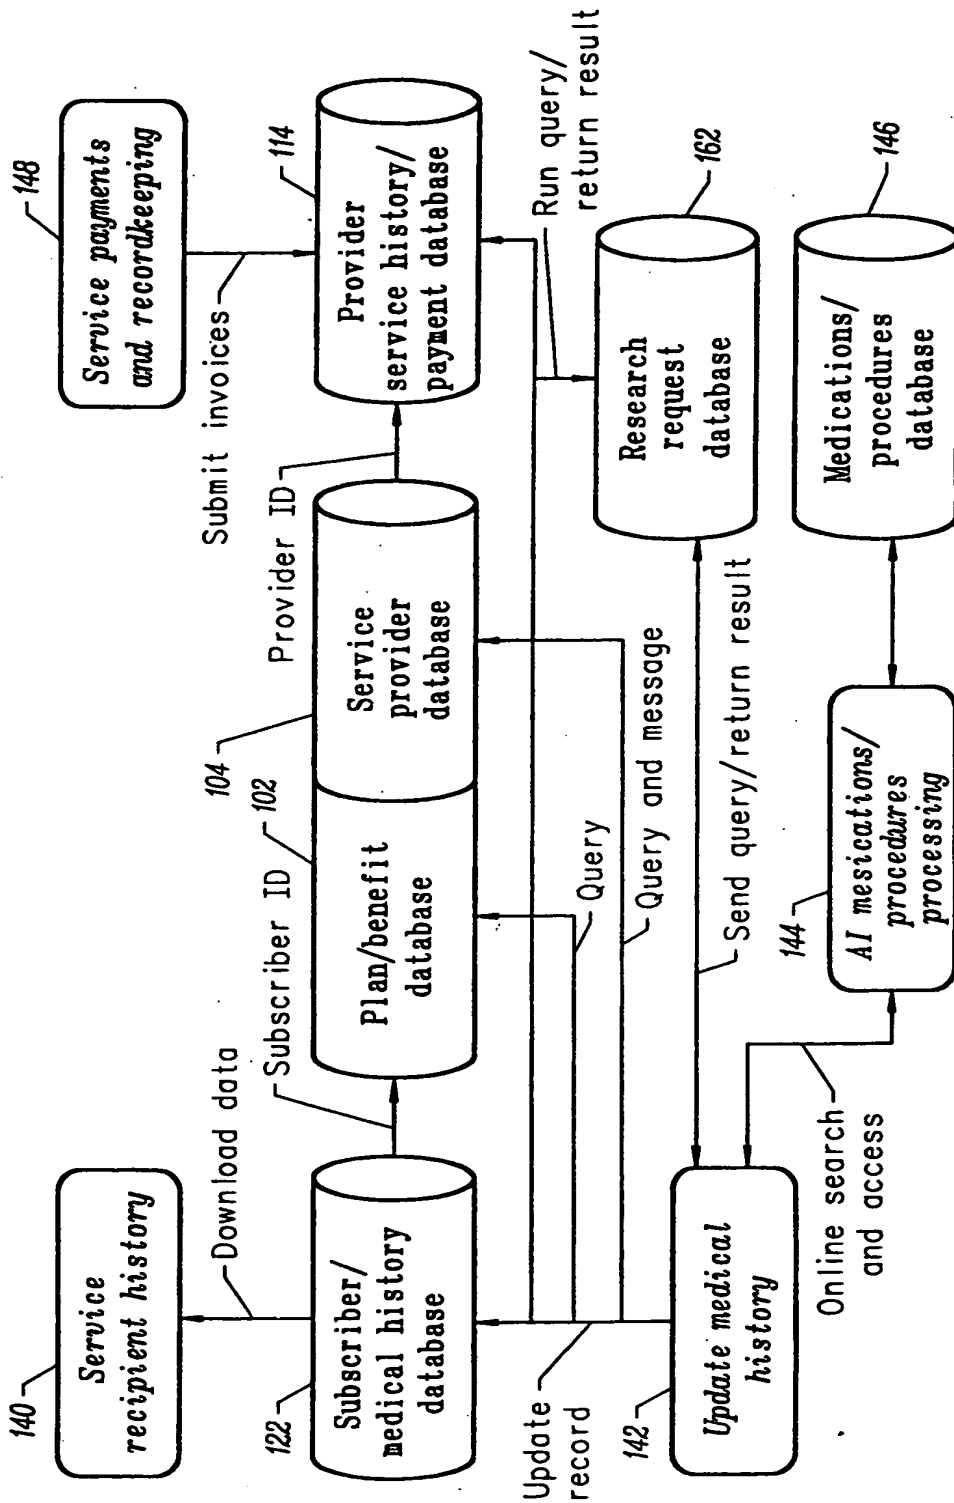 140
Service
recipient history
Download data
148
Service payments
and recordkeeping
Submit invoices
122
Subscriber/
medical history
database
Subscriber ID
102
Plan/benefit
database
104
Service
provider
database
Provider ID
114
Provider
service history/
payment database
Update
record
Query
Query and message
Run query/
return result
142
Update medical
history
Send query/return result
162
Research
request
database
Online search
and access
144
AI mesications/
procedures
processing
146
Medications/
procedures
database